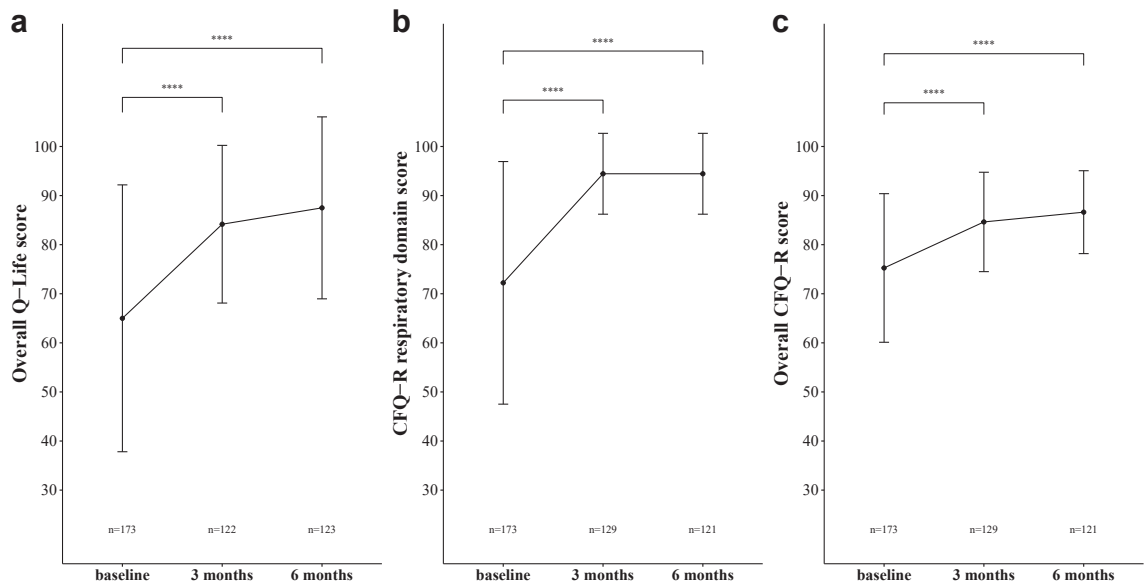 a
****
****
Overall Q−Life score
100
90
80
70
60
50
40
30
n=173 n=122 n=123
baseline 3 months 6 months
b
****
****
CFQ−R respiratory domain score
100
90
80
70
60
50
40
30
n=173 n=129 n=121
baseline 3 months 6 months
c
****
****
Overall CFQ−R score
100
90
80
70
60
50
40
30
n=173 n=129 n=121
baseline 3 months 6 months